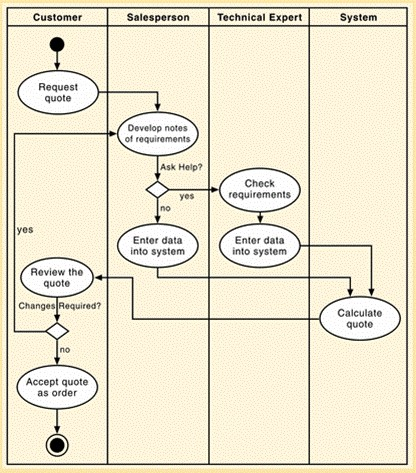 Customer
Salesperson
Technical Expert
System
Request
quote
Develop notes
of requirements
Ask Help?
yes
no
Check
requirements
Enter data
into system
Enter data
into system
yes
Review the
quote
Changes Required?
no
Calculate
quote
Accept quote
as order